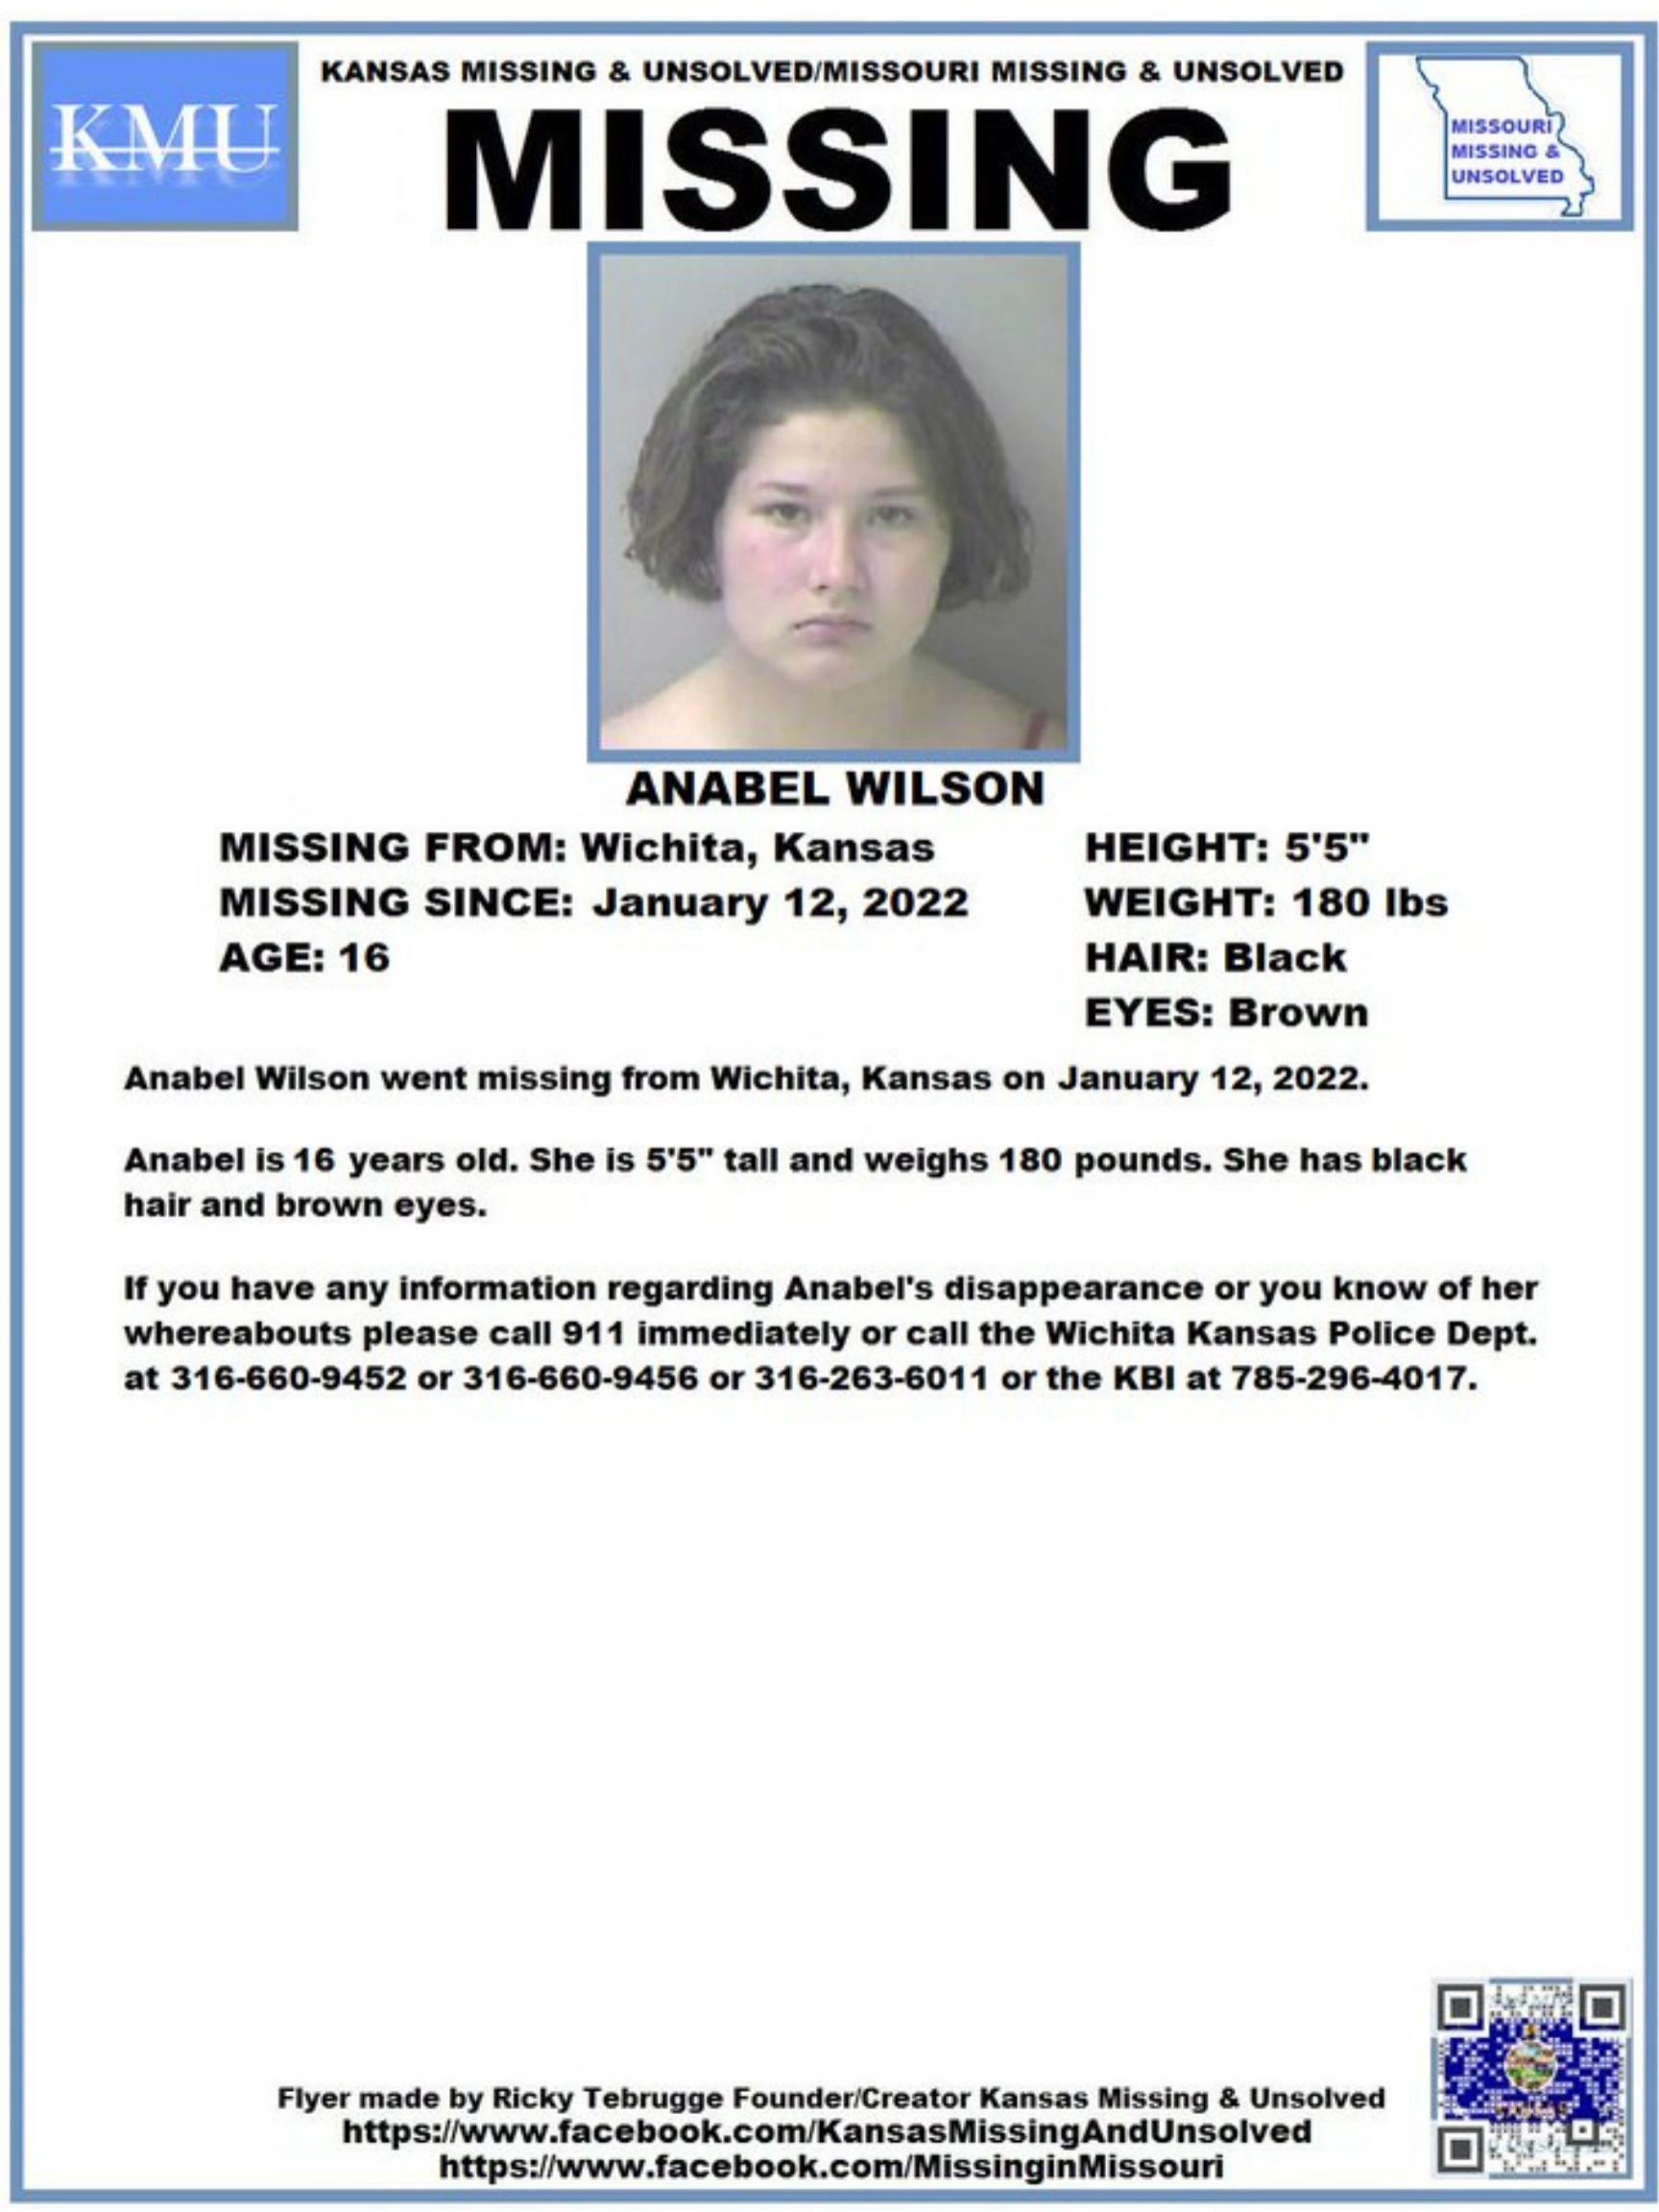 KMU
KANSAS MISSING & UNSOLVED/MISSOURI MISSING & UNSOLVED
MISSING
MISSOURI
MISSING &
UNSOLVED
ANABEL WILSON
MISSING FROM: Wichita, Kansas
MISSING SINCE: January 12, 2022
AGE: 16
HEIGHT: 5'5"
WEIGHT: 180 lbs
HAIR: Black
EYES: Brown
Anabel Wilson went missing from Wichita, Kansas on January 12, 2022.
Anabel is 16 years old. She is 5'5" tall and weighs 180 pounds. She has black
hair and brown eyes.
If you have any information regarding Anabel's disappearance or you know of her
whereabouts please call 911 immediately or call the Wichita Kansas Police Dept.
at 316-660-9452 or 316-660-9456 or 316-263-6011 or the KBI at 785-296-4017.
Flyer made by Ricky Tebrugge Founder/Creator Kansas Missing & Unsolved
https://www.facebook.com/KansasMissingAndUnsolved
https://www.facebook.com/MissinginMissouri